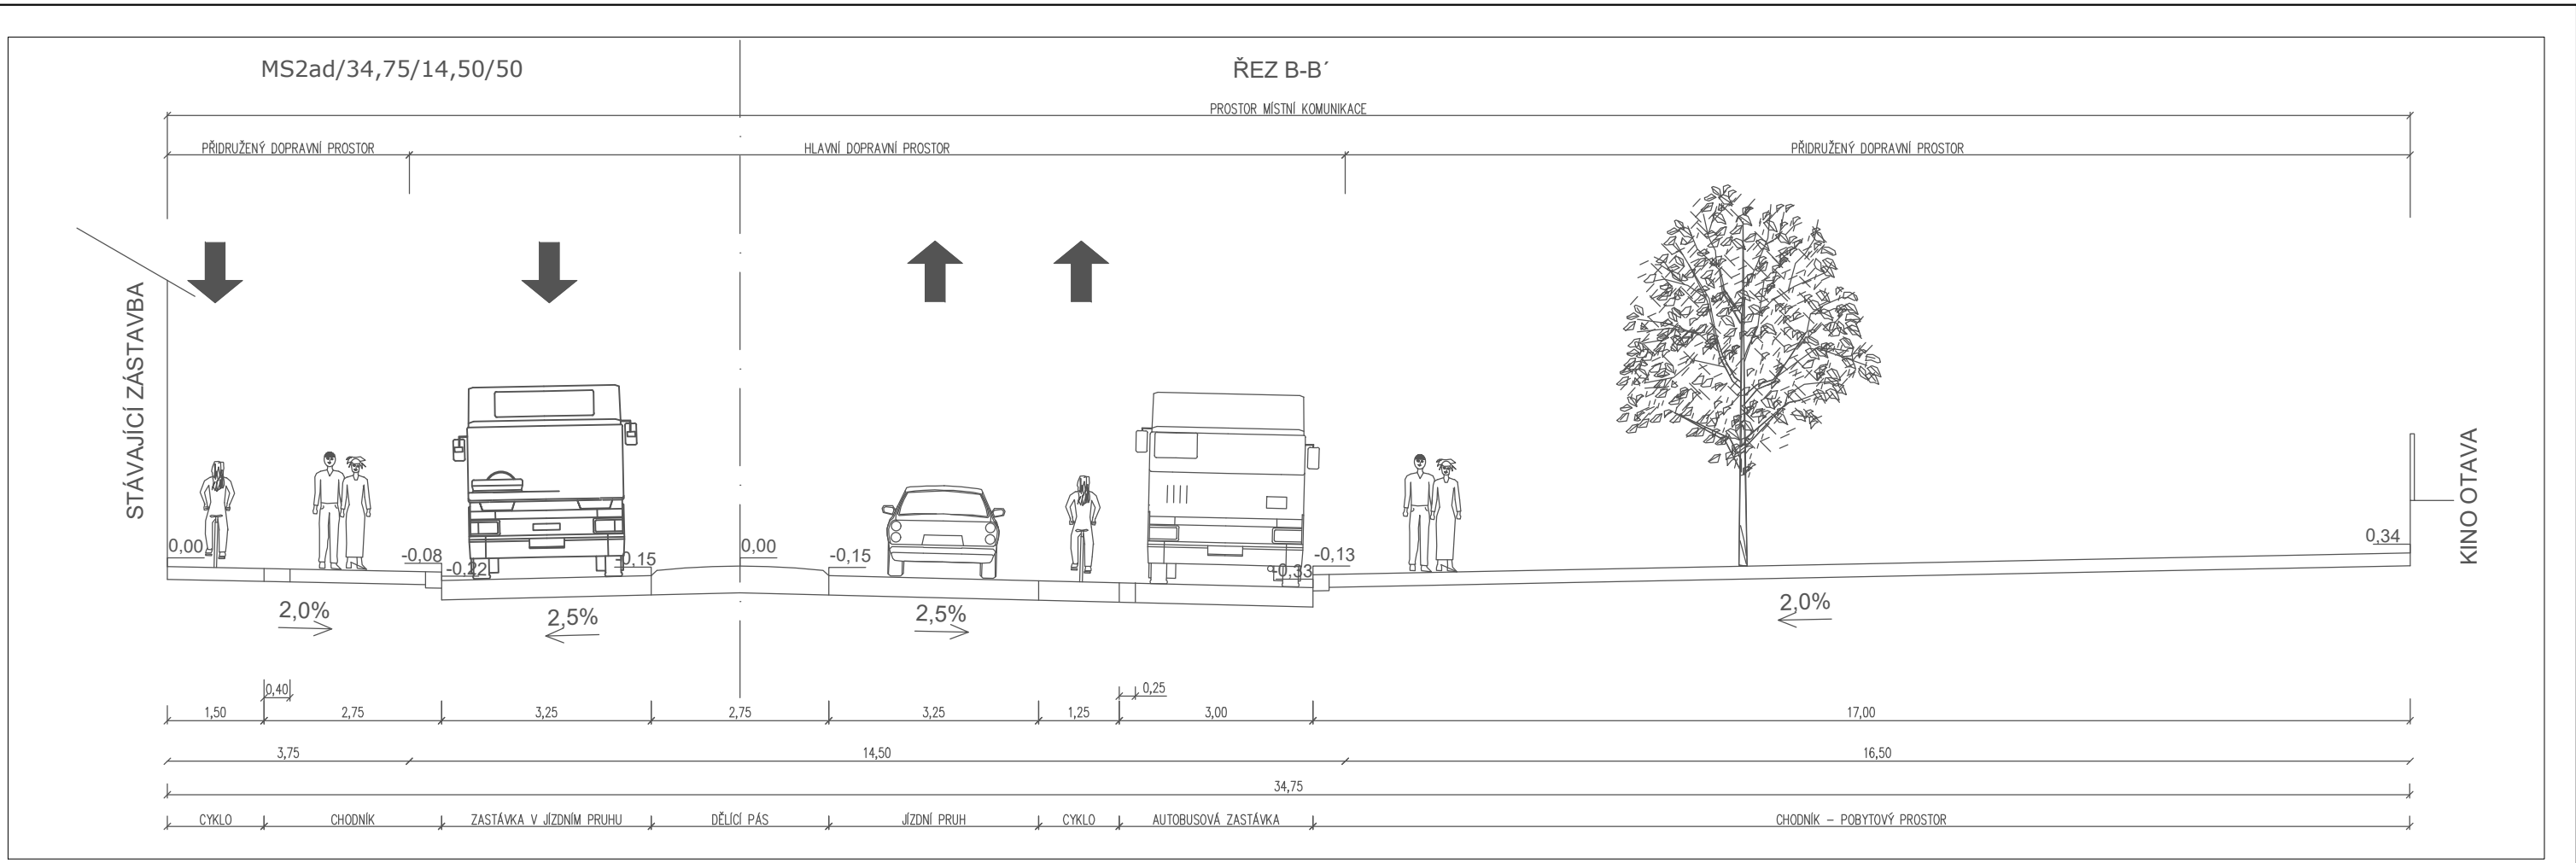 MS2ad/34,75/14,50/50
ŘEZ B-B´
PROSTOR MÍSTNÍ KOMUNIKACE
PŘIDRUŽENÝ DOPRAVNÍ PROSTOR
HLAVNÍ DOPRAVNÍ PROSTOR
PŘIDRUŽENÝ DOPRAVNÍ PROSTOR
STÁVAJÍCÍ ZÁSTAVBA
KINO OTAVA
0,00
-0,08
-0,22
-0,15
0,00
-0,15
-0,33
-0,13
0,34
2,0%
2,5%
2,5%
2,0%
0,40
0,25
1,50
2,75
3,25
2,75
3,25
1,25
3,00
17,00
3,75
14,50
16,50
34,75
CYKLO
CHODNÍK
ZASTÁVKA V JÍZDNÍM PRUHU
DĚLÍCÍ PÁS
JÍZDNÍ PRUH
CYKLO
AUTOBUSOVÁ ZASTÁVKA
CHODNÍK – POBYTOVÝ PROSTOR